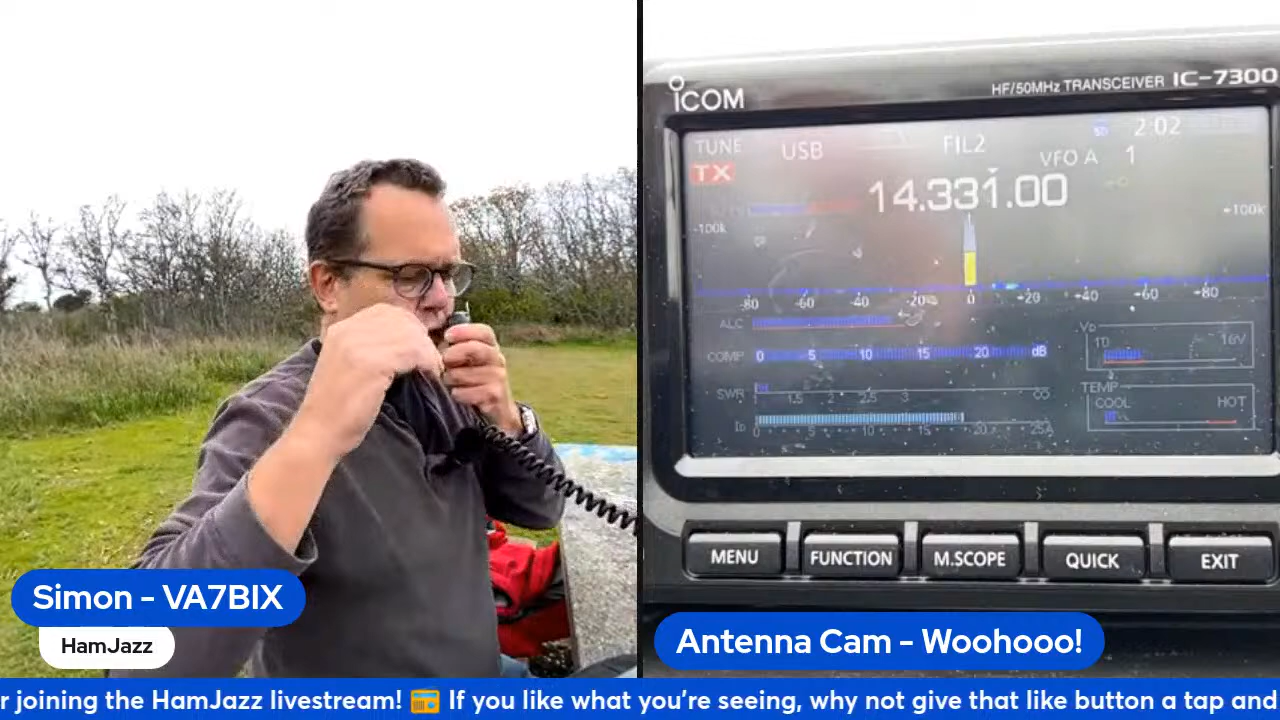 ICOM
HF/50MHz TRANSCEIVER IC-7300
TUNE USB FIL2 2:02
TX VFO A 1
14.331.00
-100k +100k
-80 -60 -40 -20 0 +20 +40 +60 +80
ALC
COMP 0 5 10 15 20 dB
SWR 1 1.5 2 2.5 3 ∞
ID 0 5 10 15 20 25A
VD
10 16V
TEMP
COOL HOT
MENU FUNCTION M.SCOPE QUICK EXIT
Simon - VA7BIX
HamJazz
Antenna Cam - Woohooo!
r joining the HamJazz livestream! 📻 If you like what you’re seeing, why not give that like button a tap and